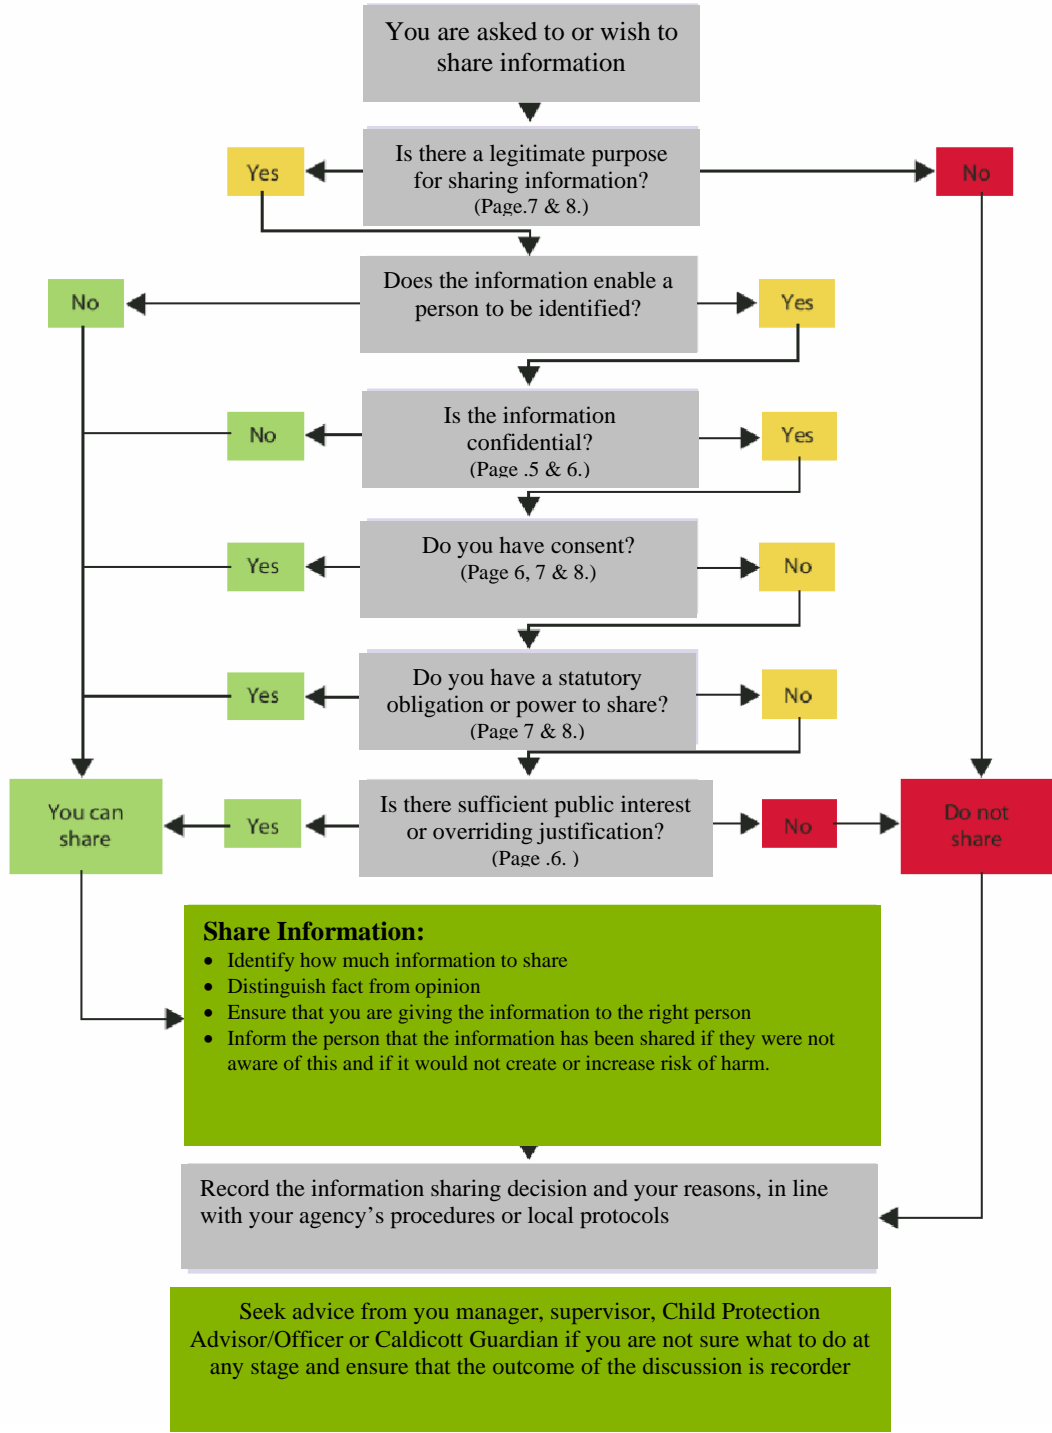 You are asked to or wish to
share information
Is there a legitimate purpose
for sharing information?
(Page.7 & 8.)
Yes
No
Does the information enable a
person to be identified?
No
Yes
Is the information
confidential?
(Page .5 & 6.)
No
Yes
Do you have consent?
(Page 6, 7 & 8.)
Yes
No
Do you have a statutory
obligation or power to share?
(Page 7 & 8.)
Yes
No
You can
share
Yes
Is there sufficient public interest
or overriding justification?
(Page .6. )
No
Do not
share
Share Information:
• Identify how much information to share
• Distinguish fact from opinion
• Ensure that you are giving the information to the right person
• Inform the person that the information has been shared if they were not
aware of this and if it would not create or increase risk of harm.
Record the information sharing decision and your reasons, in line
with your agency’s procedures or local protocols
Seek advice from you manager, supervisor, Child Protection
Advisor/Officer or Caldicott Guardian if you are not sure what to do at
any stage and ensure that the outcome of the discussion is recorder